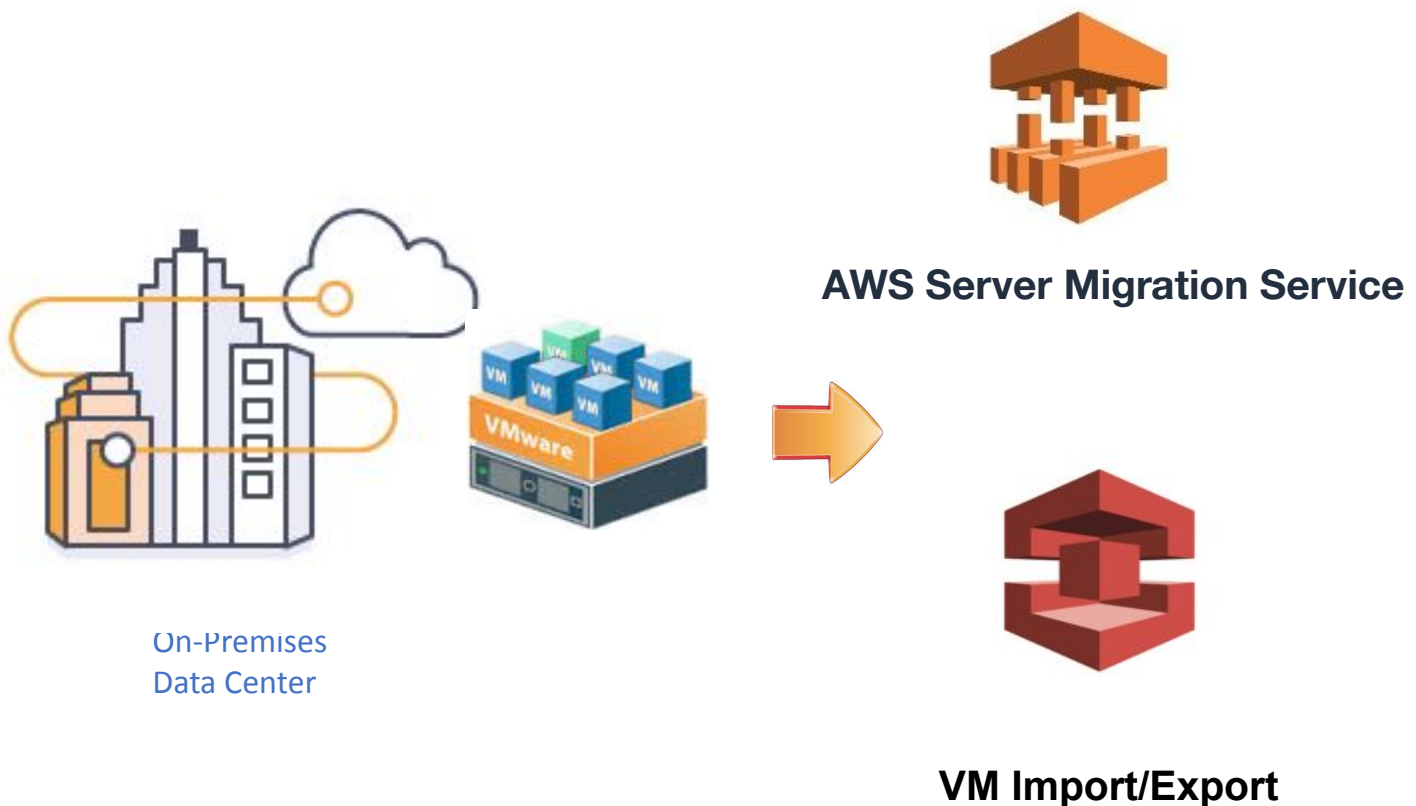 AWS Server Migration Service
VM
VM
VM
VM
VM
VM
VMware
On-Premises
Data Center
VM Import/Export